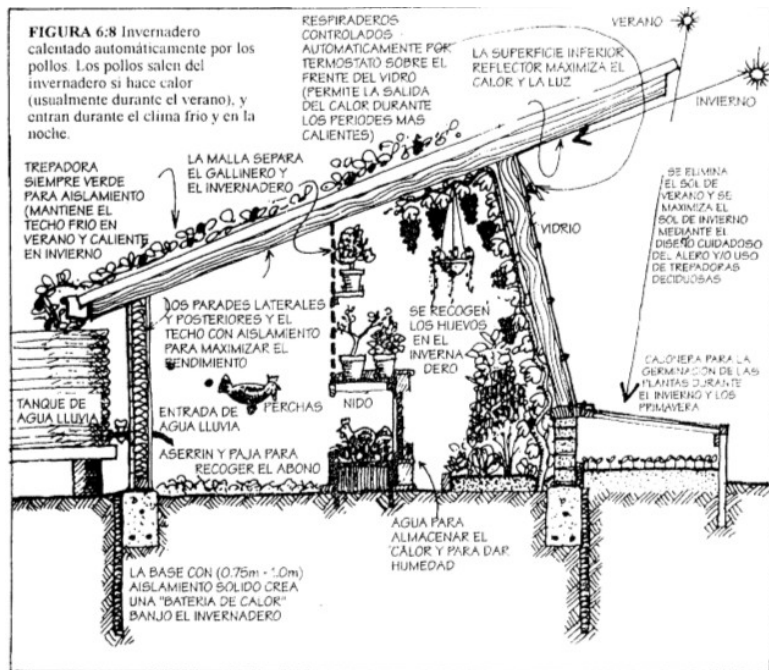 FIGURA 6:8 Invernadero
calentado automáticamente por los
pollos. Los pollos salen del
invernadero si hace calor
(usualmente durante el verano), y
entran durante el clima frío y en la
noche.
RESPIRADEROS
CONTROLADOS
AUTOMATICAMENTE POR
TERMOSTATO SOBRE EL
FRENTE DEL VIDRO
(PERMITE LA SALIDA
DEL CALOR DURANTE
LOS PERIODES MAS
CALIENTES)
LA SUPERFICIE INFERIOR
REFLECTOR MAXIMIZA EL
CALOR Y LA LUZ
VERANO
INVIERNO
TREPADORA
SIEMPRE VERDE
PARA AISLAMIENTO
(MANTIENE EL
TECHO FRIO EN
VERANO Y CALIENTE
EN INVIERNO
LA MALLA SEPARA
EL GALLINERO Y
EL INVERNADERO
SE ELIMINA
EL SOL DE
VERANO Y SE
MAXIMIZA EL
SOL DE INVIERNO
MEDIANTE EL
DISEÑO CUIDADOSO
DEL ALERO Y/O USO
DE TREPADORAS
DECIDUOSAS
VIDRIO
DOS PARADES LATERALES
Y POSTERIORES Y EL
TECHO CON AISLAMIENTO
PARA MAXIMIZAR EL
RENDIMIENTO
SE RECOGEN
LOS HUEVOS
EN EL
INVERNA-
DERO
CAJONERA PARA LA
GERMINACION DE LAS
PLANTAS DURANTE
EL INVIERNO Y LOS
PRIMAVERA
TANQUE DE
AGUA LLUVIA
ENTRADA DE
AGUA LLUVIA
PERCHAS
NIDO
ASERRIN Y PAJA PARA
RECOGER EL ABONO
AGUA PARA
ALMACENAR EL
CALOR Y PARA DAR
HUMEDAD
LA BASE CON (0.75m - 1.0m)
AISLAMIENTO SOLIDO CREA
UNA "BATERIA DE CALOR"
BANJO EL INVERNADERO